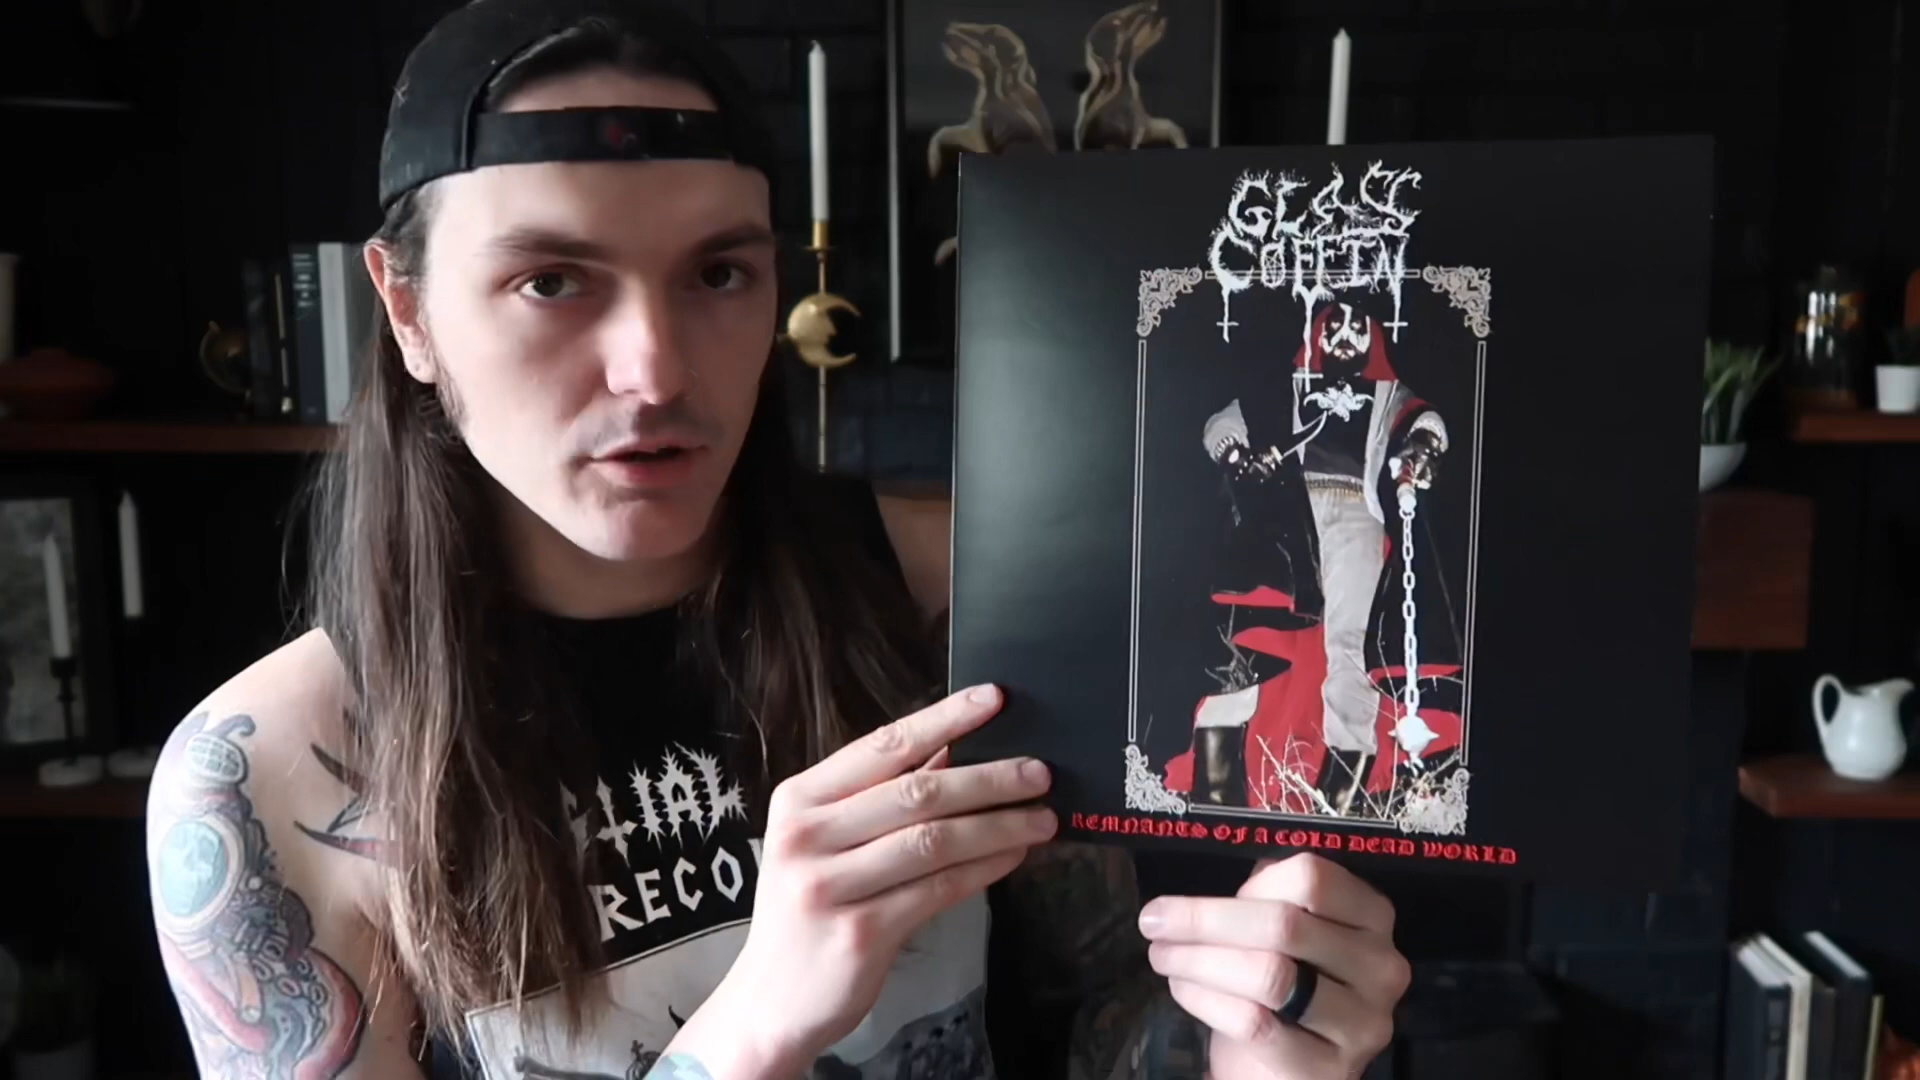 GLASS
COFFIN
REMNANTS OF A COLD DEAD WORLD
RECO